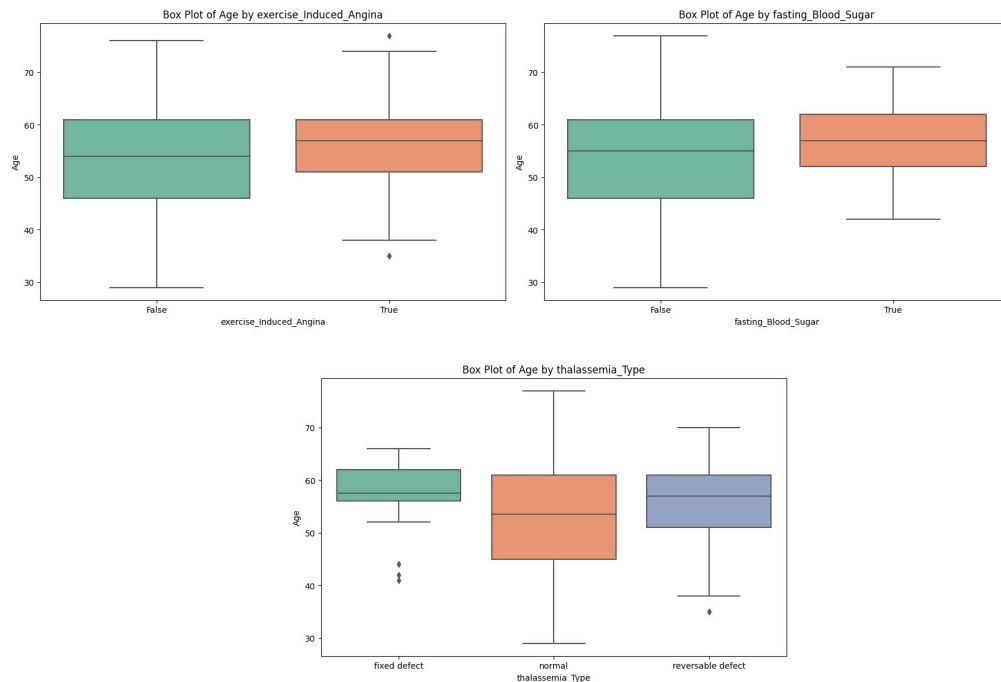 Box Plot of Age by exercise_Induced_Angina
70
60
50
40
30
Age
False
True
exercise_Induced_Angina
Box Plot of Age by fasting_Blood_Sugar
70
60
50
40
30
Age
False
True
fasting_Blood_Sugar
Box Plot of Age by thalassemia_Type
70
60
50
40
30
Age
fixed defect
normal
reversable defect
thalassemia_Type